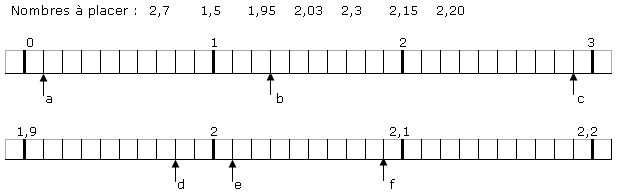 Nombres à placer : 2,7 1,5 1,95 2,03 2,3 2,15 2,20
0 1 2 3
a b c
1,9 2 2,1 2,2
d e f